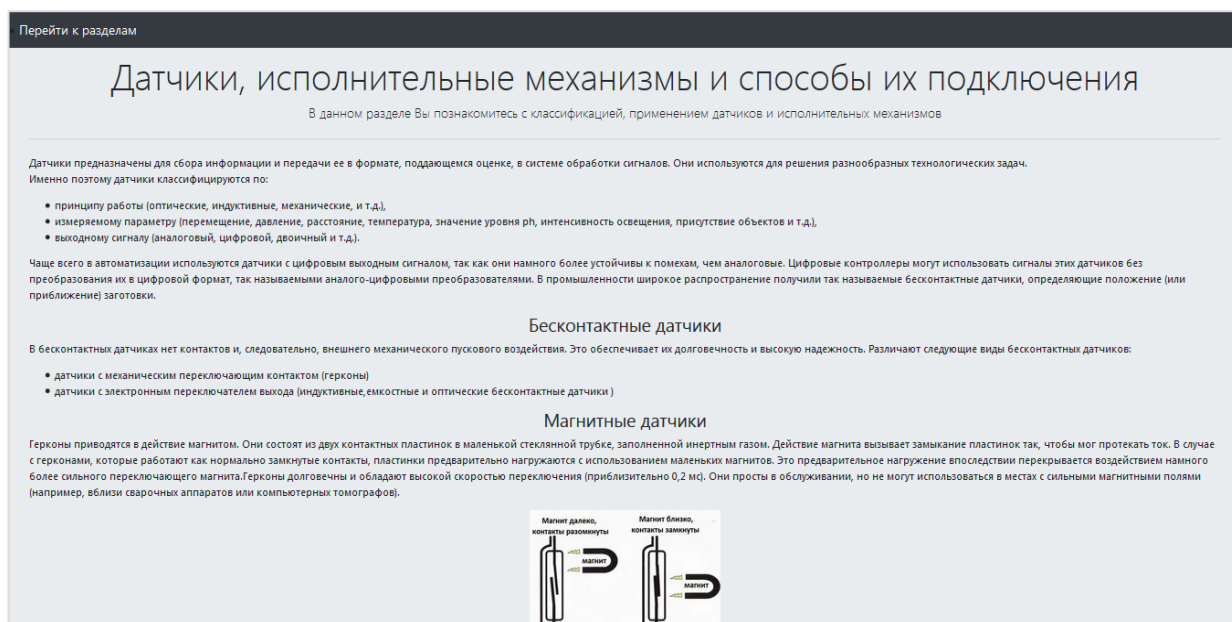 Перейти к разделам
Датчики, исполнительные механизмы и способы их подключения
В данном разделе Вы познакомитесь с классификацией, применением датчиков и исполнительных механизмов
Датчики предназначены для сбора информации и передачи ее в формате, поддающемся оценке, в системе обработки сигналов. Они используются для решения разнообразных технологических задач.
Именно поэтому датчики классифицируются по:
• принципу работы (оптические, индуктивные, механические, и т.д.),
• измеряемому параметру (перемещение, давление, расстояние, температура, значение уровня ph, интенсивность освещения, присутствие объектов и т.д.),
• выходному сигналу (аналоговый, цифровой, двоичный и т.д.).
Чаще всего в автоматизации используются датчики с цифровым выходным сигналом, так как они намного более устойчивы к помехам, чем аналоговые. Цифровые контроллеры могут использовать сигналы этих датчиков без
преобразования их в цифровой формат, так называемыми аналого-цифровыми преобразователями. В промышленности широкое распространение получили так называемые бесконтактные датчики, определяющие положение (или
приближение) заготовки.
Бесконтактные датчики
В бесконтактных датчиках нет контактов и, следовательно, внешнего механического пускового воздействия. Это обеспечивает их долговечность и высокую надежность. Различают следующие виды бесконтактных датчиков:
• датчики с механическим переключающим контактом (герконы)
• датчики с электронным переключателем выхода (индуктивные,емкостные и оптические бесконтактные датчики )
Магнитные датчики
Герконы приводятся в действие магнитом. Они состоят из двух контактных пластинок в маленькой стеклянной трубке, заполненной инертным газом. Действие магнита вызывает замыкание пластинок так, чтобы мог протекать ток. В случае
с герконами, которые работают как нормально замкнутые контакты, пластинки предварительно нагружаются с использованием маленьких магнитов. Это предварительное нагружение впоследствии перекрывается воздействием намного
более сильного переключающего магнита.Герконы долговечны и обладают высокой скоростью переключения (приблизительно 0,2 мс). Они просты в обслуживании, но не могут использоваться в местах с сильными магнитными полями
(например, вблизи сварочных аппаратов или компьютерных томографов).
Магнит далеко,
контакты разомкнуты
магнит
Магнит близко,
контакты замкнуты
магнит